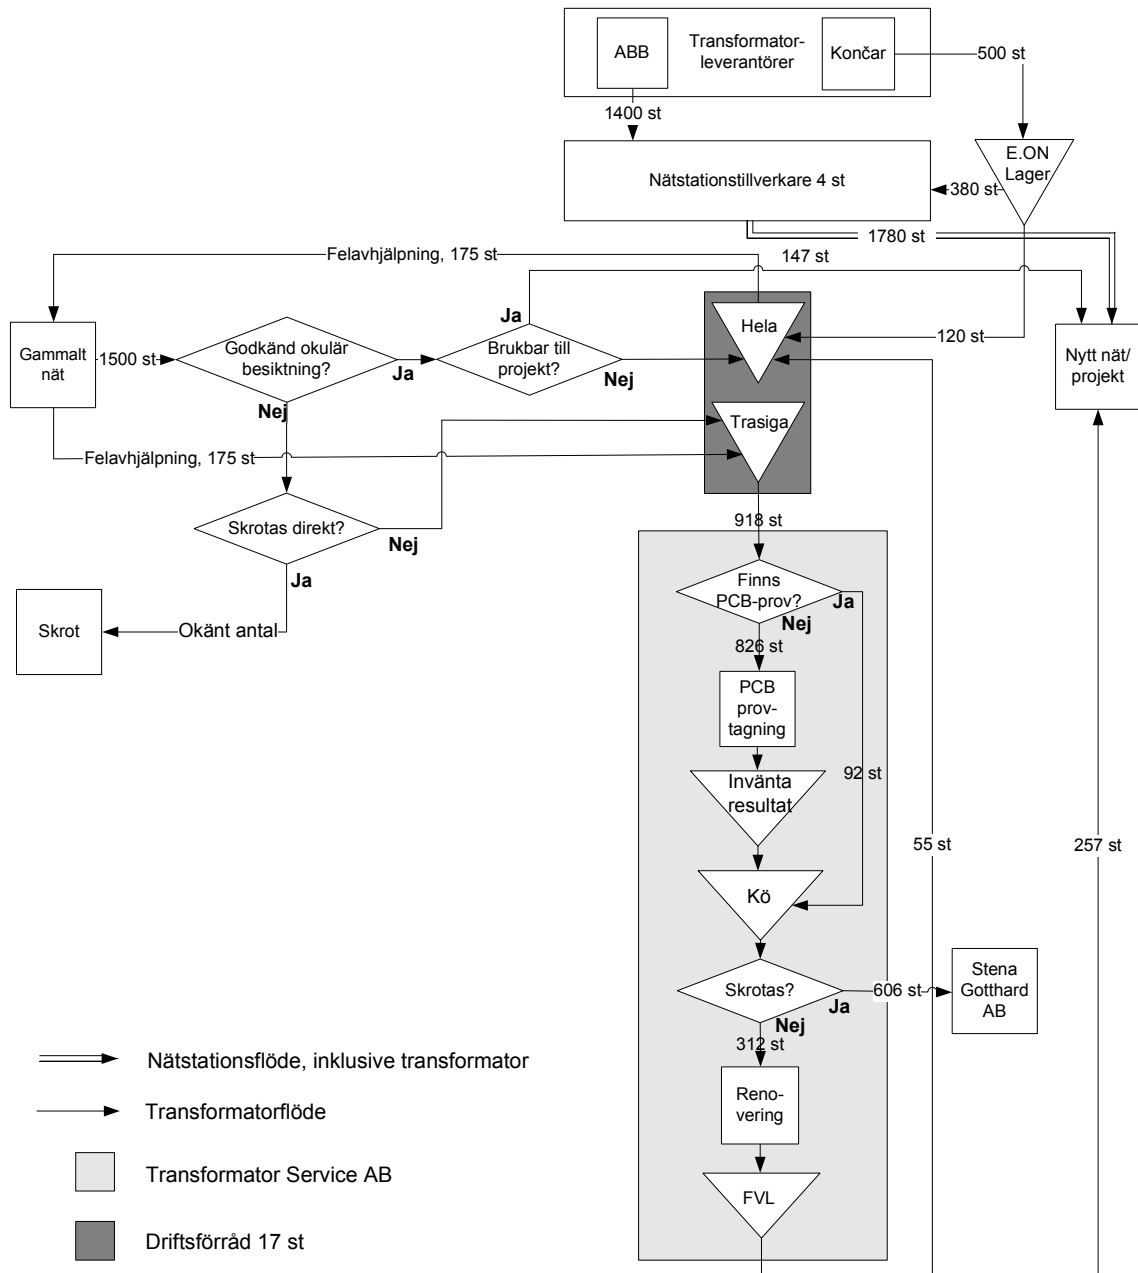 ABB
Transformator-
leverantörer
Končar
500 st
1400 st
E.ON
Lager
Nätstationstillverkare 4 st
380 st
1780 st
Felavhjälpning, 175 st
147 st
Ja
Hela
120 st
Gammalt
nät
1500 st
Godkänd okulär
besiktning?
Ja
Brukbar till
projekt?
Nej
Nytt nät/
projekt
Nej
Trasiga
Felavhjälpning, 175 st
Skrotas direkt?
Nej
918 st
Ja
Finns
PCB-prov?
Ja
Nej
Skrot
Okänt antal
826 st
PCB
prov-
tagning
Invänta
resultat
92 st
55 st
257 st
Kö
Skrotas?
606 st
Ja
Stena
Gotthard
AB
Nej
312 st
Nätstationsflöde, inklusive transformator
Reno-
vering
Transformatorflöde
Transformator Service AB
FVL
Driftsförråd 17 st